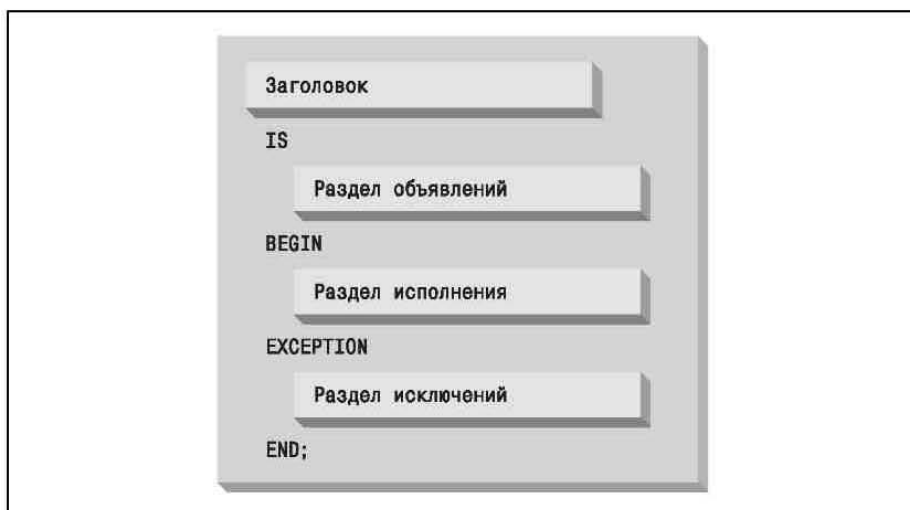 Заголовок
IS
Раздел объявлений
BEGIN
Раздел исполнения
EXCEPTION
Раздел исключений
END;